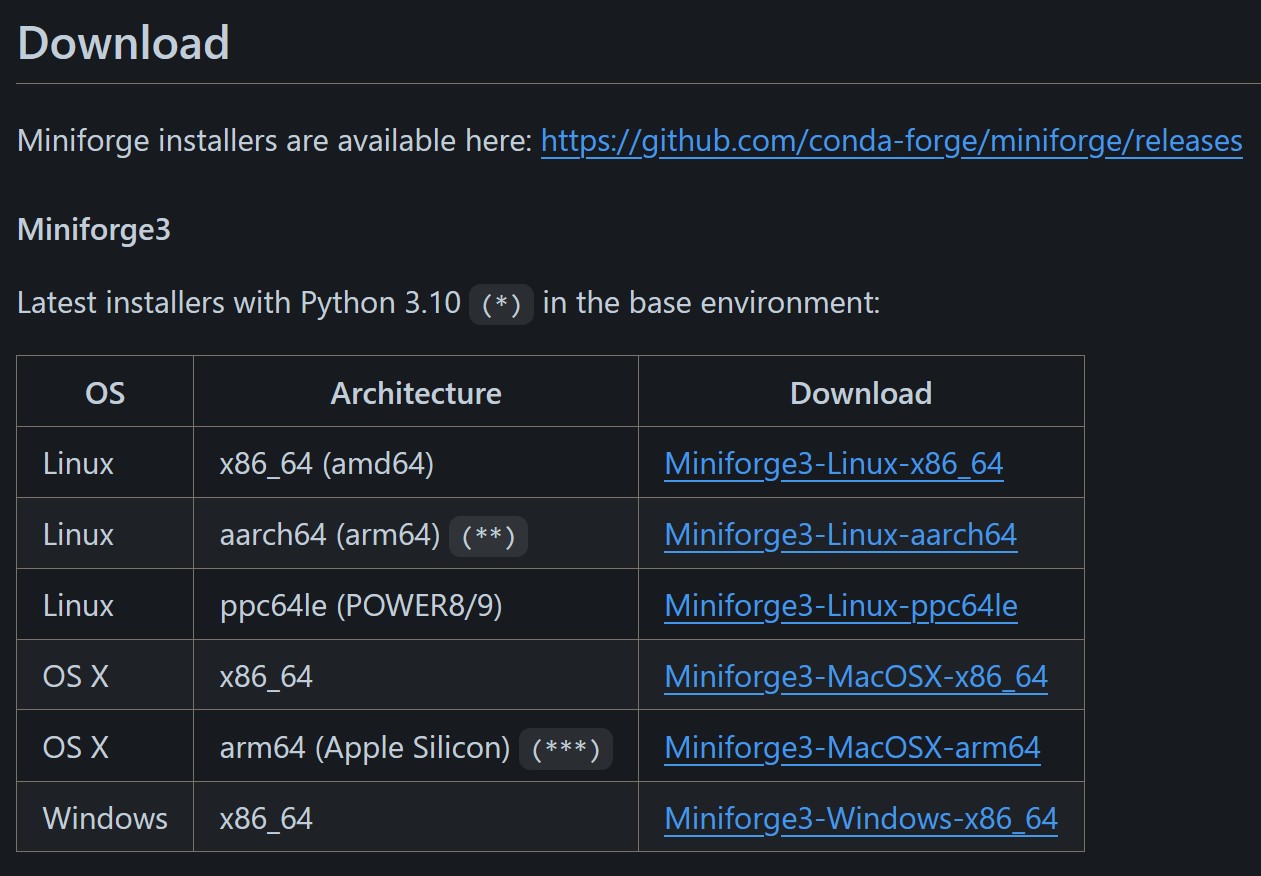 Download
Miniforge installers are available here: https://github.com/conda-forge/miniforge/releases
Miniforge3
Latest installers with Python 3.10 (*) in the base environment:
OS Architecture Download
Linux x86_64 (amd64) Miniforge3-Linux-x86_64
Linux aarch64 (arm64) (**) Miniforge3-Linux-aarch64
Linux ppc64le (POWER8/9) Miniforge3-Linux-ppc64le
OS X x86_64 Miniforge3-MacOSX-x86_64
OS X arm64 (Apple Silicon) (***) Miniforge3-MacOSX-arm64
Windows x86_64 Miniforge3-Windows-x86_64